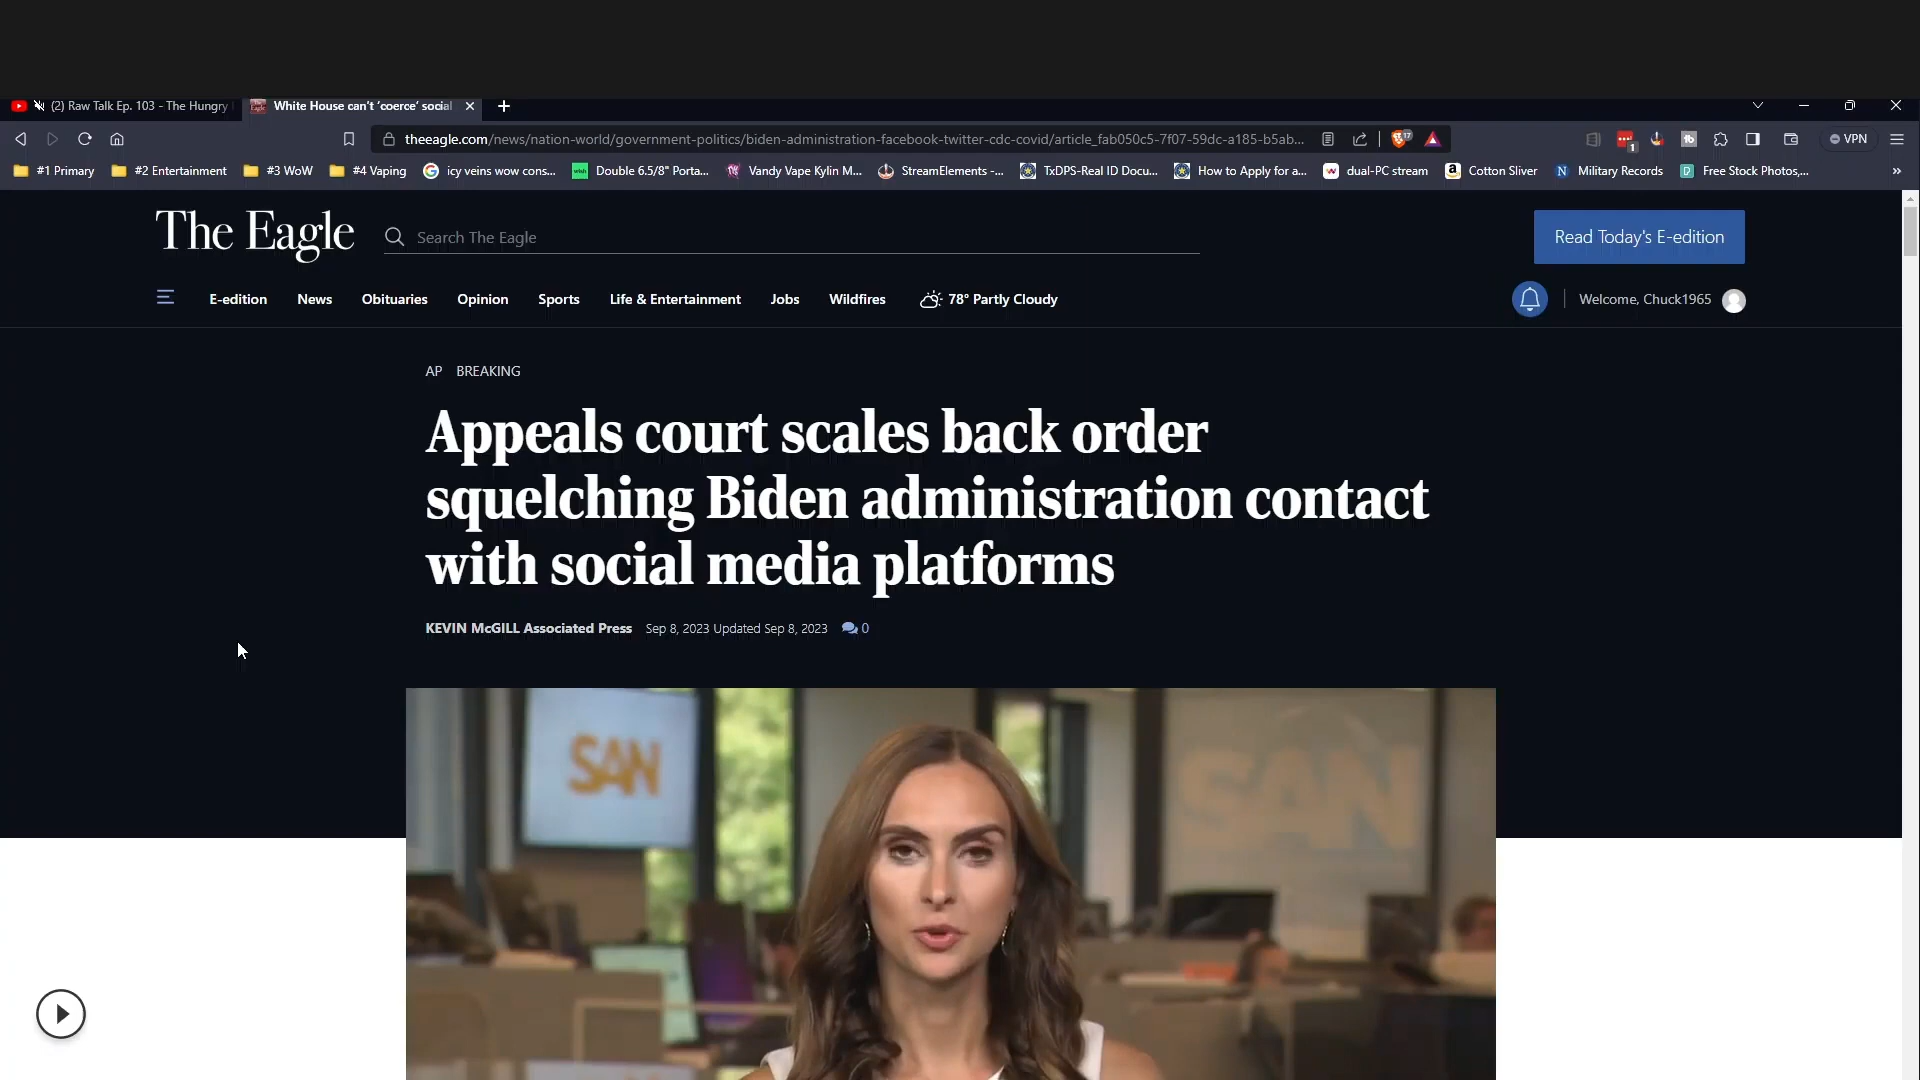 (2) Raw Talk Ep. 103 - The Hungry
White House can't 'coerce' social
theeagle.com/news/nation-world/government-politics/biden-administration-facebook-twitter-cdc-covid/article_fab050c5-7f07-59dc-a185-b5ab...
17
1
VPN
#1 Primary
#2 Entertainment
#3 WoW
#4 Vaping
icy veins wow cons...
Double 6.5/8" Porta...
Vandy Vape Kylin M...
StreamElements -...
TxDPS-Real ID Docu...
How to Apply for a...
dual-PC stream
Cotton Sliver
Military Records
Free Stock Photos,...
The Eagle
Search The Eagle
Read Today's E-edition
E-edition
News
Obituaries
Opinion
Sports
Life & Entertainment
Jobs
Wildfires
78° Partly Cloudy
Welcome, Chuck1965
AP BREAKING
Appeals court scales back order
squelching Biden administration contact
with social media platforms
KEVIN McGILL Associated Press Sep 8, 2023 Updated Sep 8, 2023 0
SAN
SAN